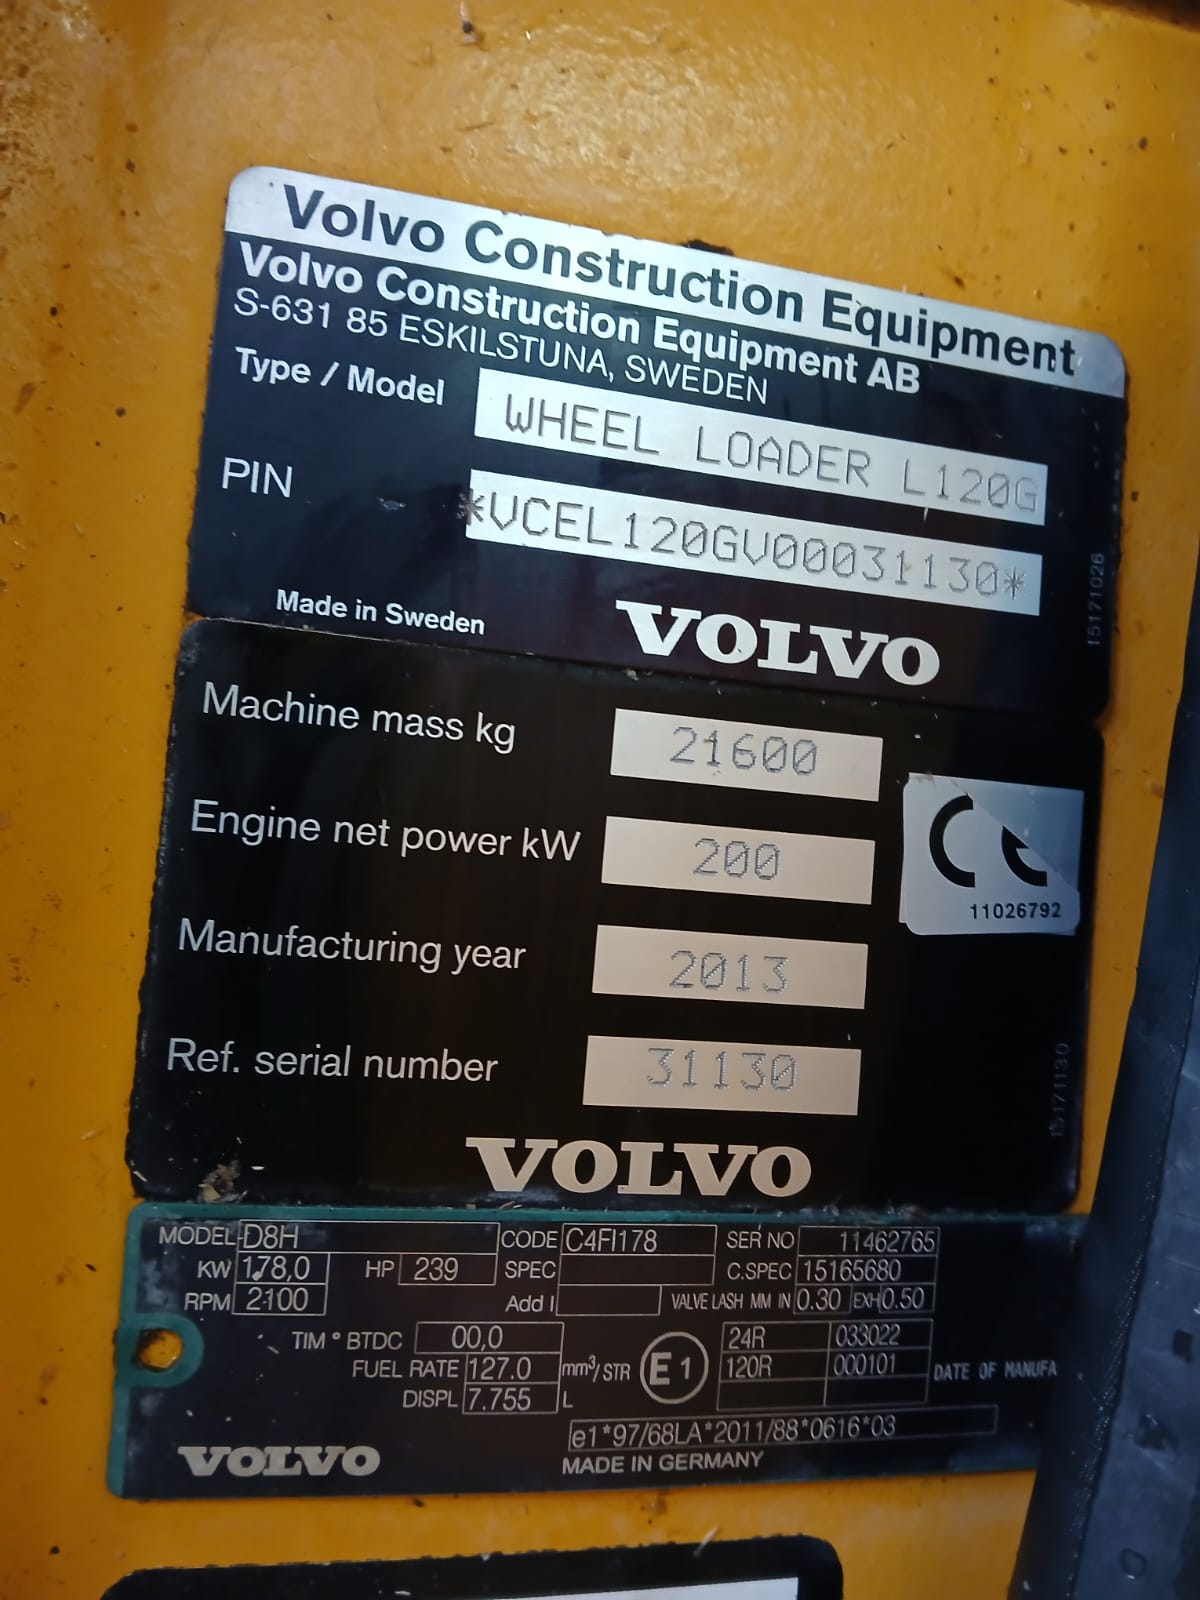 Volvo Construction Equipment
Volvo Construction Equipment AB
S-631 85 ESKILSTUNA, SWEDEN
Type / Model WHEEL LOADER L120G
PIN *VCEL120GV00031130*
Made in Sweden VOLVO
15171026
Machine mass kg 21600
Engine net power kW 200
CE
11026792
Manufacturing year 2013
Ref. serial number 31130
15171130
VOLVO
MODEL D8H CODE C4FI178 SER NO 11462765
KW 178,0 HP 239 SPEC C.SPEC 15165680
RPM 2100 Add I VALVE LASH MM IN 0.30 EXH 0.50
TIM ° BTDC 00,0 24R 033022
FUEL RATE 127.0 mm³/STR E1 120R 000101 DATE OF MANUFA
DISPL 7.755 L
e1*97/68LA*2011/88*0616*03
VOLVO MADE IN GERMANY